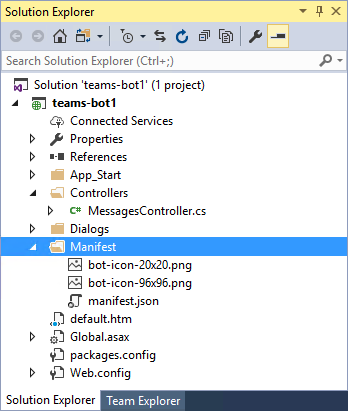 Solution Explorer
Search Solution Explorer (Ctrl+;)
Solution 'teams-bot1' (1 project)
teams-bot1
Connected Services
Properties
References
App_Start
Controllers
C# MessagesController.cs
Dialogs
Manifest
bot-icon-20x20.png
bot-icon-96x96.png
manifest.json
default.htm
Global.asax
packages.config
Web.config
Solution Explorer Team Explorer